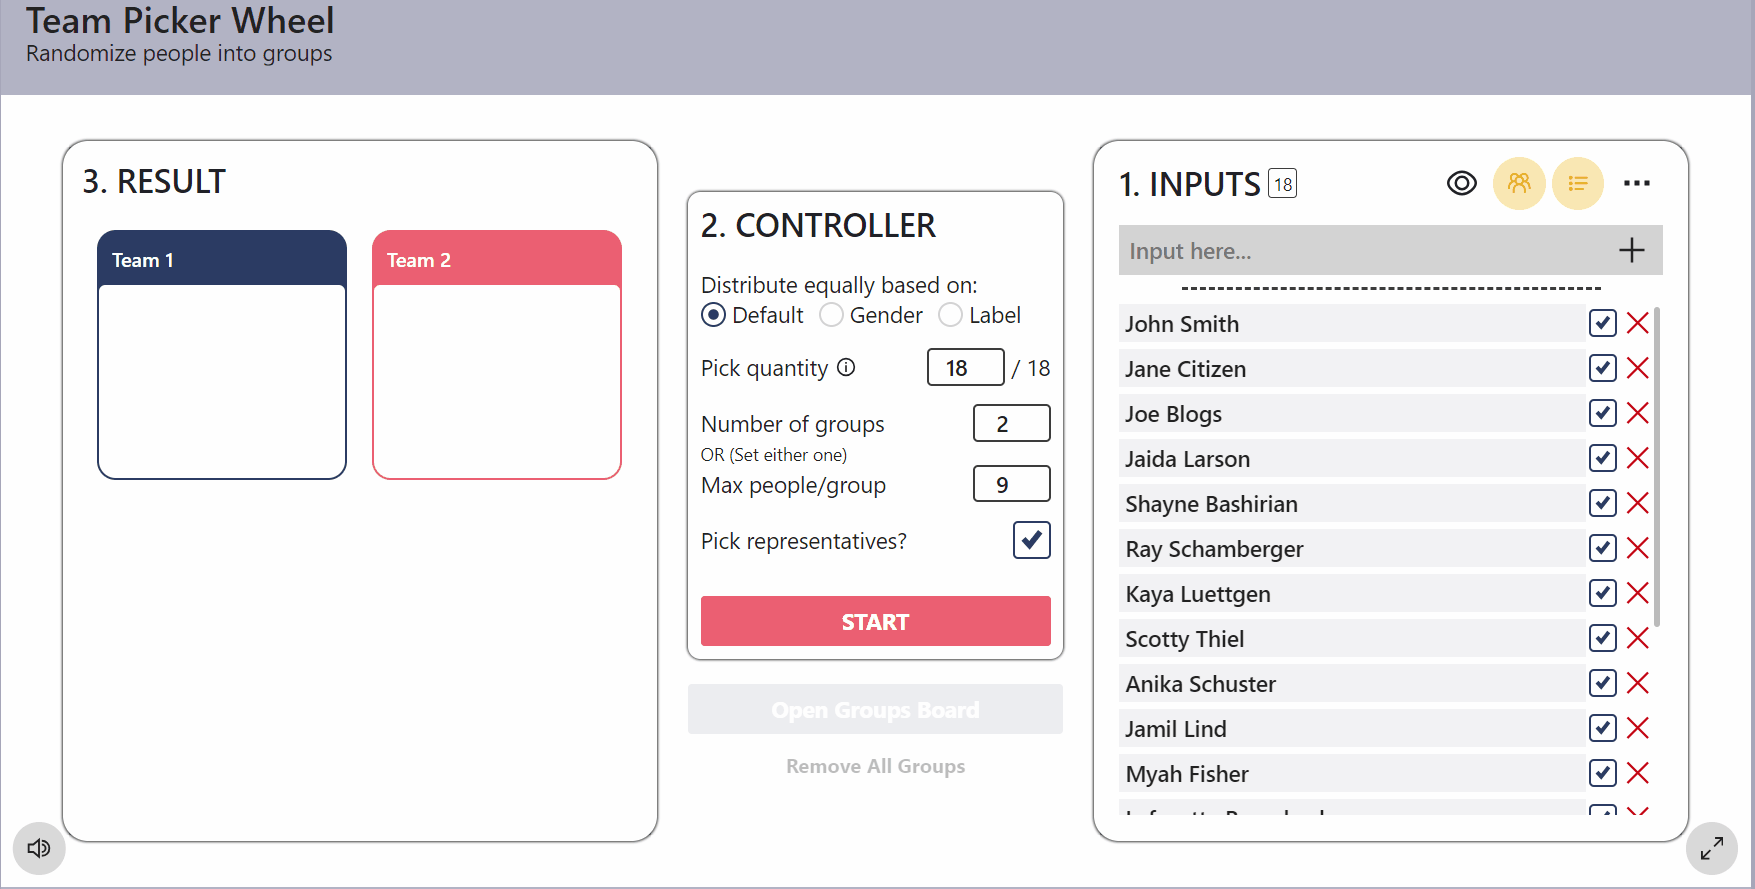 Team Picker Wheel
Randomize people into groups
3. RESULT
Team 1
Team 2
2. CONTROLLER
Distribute equally based on:
Default Gender Label
Pick quantity 18 / 18
Number of groups 2
OR (Set either one)
Max people/group 9
Pick representatives?
START
Open Groups Board
Remove All Groups
1. INPUTS 18
Input here...
John Smith
Jane Citizen
Joe Blogs
Jaida Larson
Shayne Bashirian
Ray Schamberger
Kaya Luettgen
Scotty Thiel
Anika Schuster
Jamil Lind
Myah Fisher